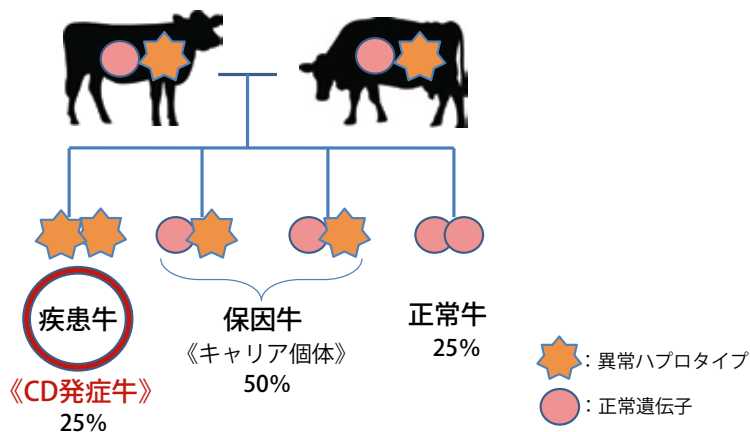 疾患牛
《CD発症牛》
25%
保因牛
《キャリア個体》
50%
正常牛
25%
：異常ハプロタイプ
：正常遺伝子